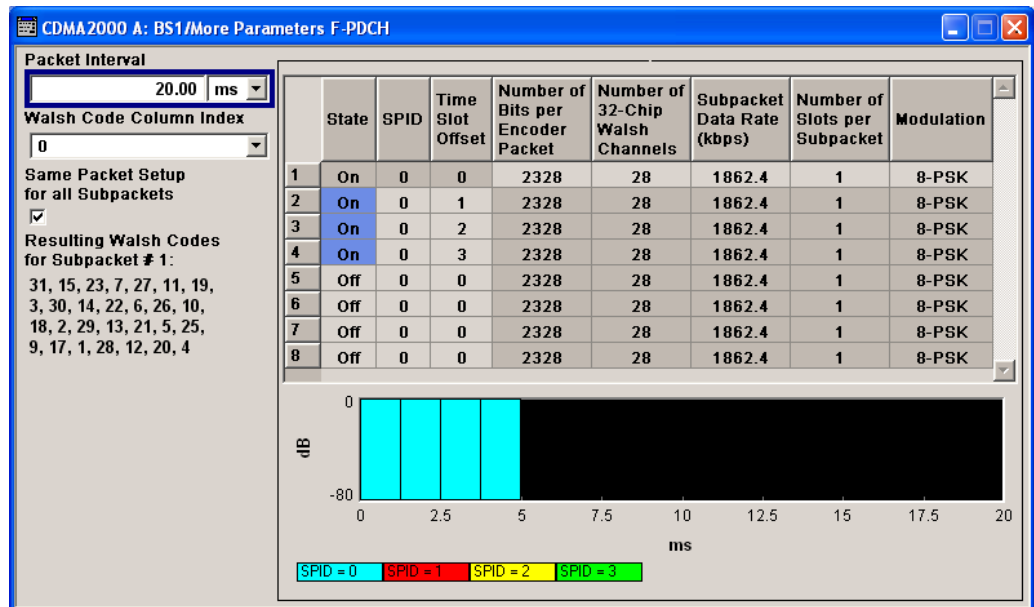 CDMA2000 A: BS1/More Parameters F-PDCH
Packet Interval
20.00 ms
Walsh Code Column Index
0
Same Packet Setup
for all Subpackets
Resulting Walsh Codes
for Subpacket # 1:
31, 15, 23, 7, 27, 11, 19,
3, 30, 14, 22, 6, 26, 10,
18, 2, 29, 13, 21, 5, 25,
9, 17, 1, 28, 12, 20, 4
State SPID Time Slot Offset Number of Bits per Encoder Packet Number of 32-Chip Walsh Channels Subpacket Data Rate (kbps) Number of Slots per Subpacket Modulation
1 On 0 0 2328 28 1862.4 1 8-PSK
2 On 0 1 2328 28 1862.4 1 8-PSK
3 On 0 2 2328 28 1862.4 1 8-PSK
4 On 0 3 2328 28 1862.4 1 8-PSK
5 Off 0 0 2328 28 1862.4 1 8-PSK
6 Off 0 0 2328 28 1862.4 1 8-PSK
7 Off 0 0 2328 28 1862.4 1 8-PSK
8 Off 0 0 2328 28 1862.4 1 8-PSK
0
dB
-80
0 2.5 5 7.5 10 12.5 15 17.5 20
ms
SPID = 0 SPID = 1 SPID = 2 SPID = 3